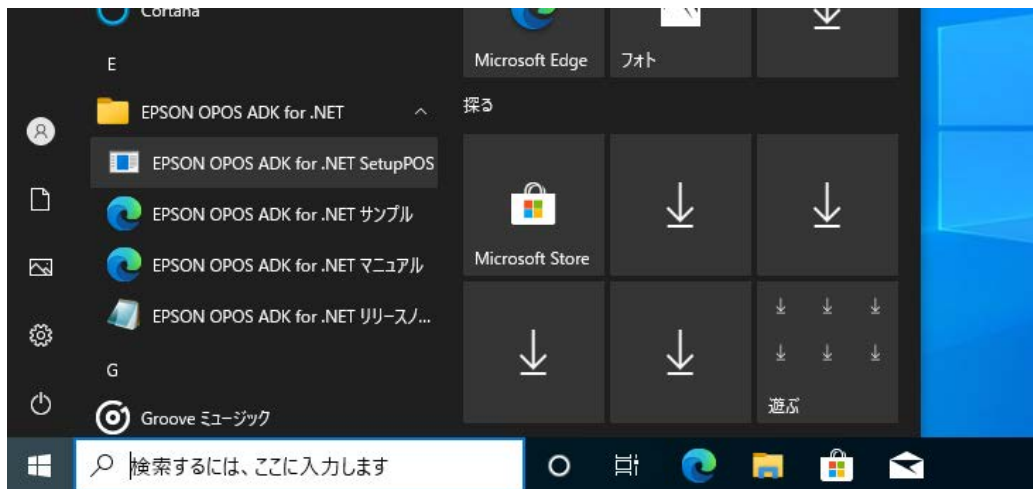 Cortana
E
EPSON OPOS ADK for .NET
EPSON OPOS ADK for .NET SetupPOS
EPSON OPOS ADK for .NET サンプル
EPSON OPOS ADK for .NET マニュアル
EPSON OPOS ADK for .NET リリースノ...
G
Groove ミュージック
Microsoft Edge
フォト
探る
Microsoft Store
遊ぶ
検索するには、ここに入力します